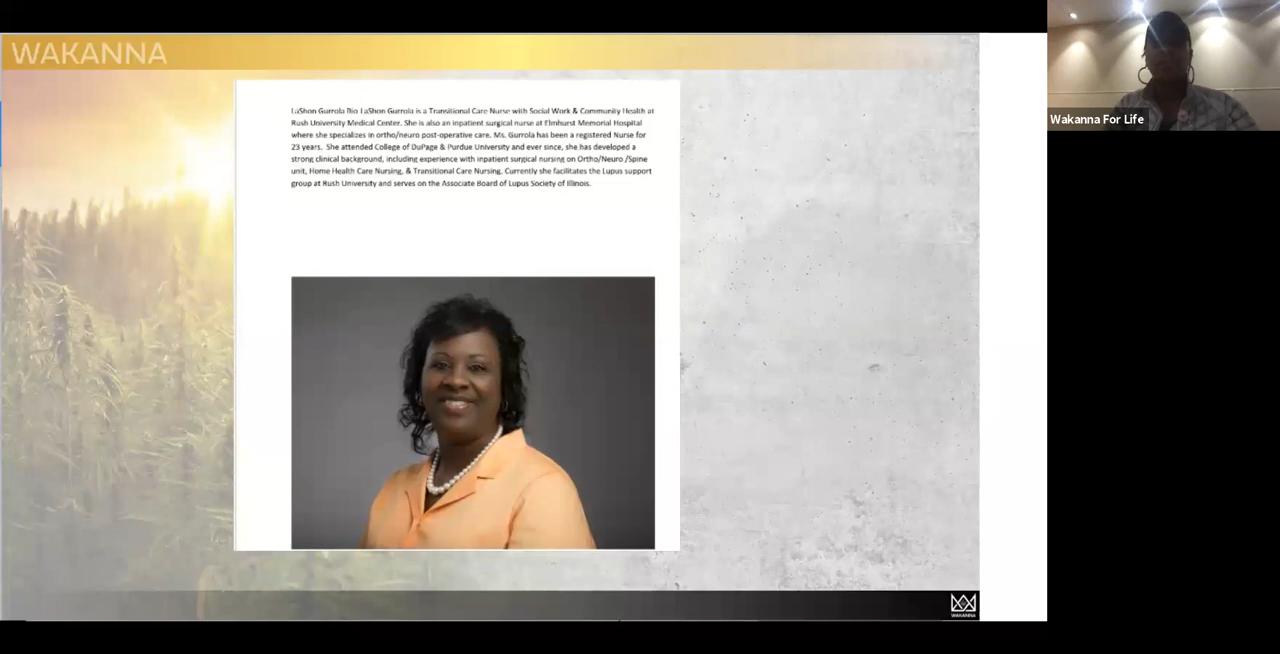 WAKANNA
LaShon Gurrola Bio LaShon Gurrola is a Transitional Care Nurse with Social Work & Community Health at
Rush University Medical Center. She is also an inpatient surgical nurse at Elmhurst Memorial Hospital
where she specializes in ortho/neuro post-operative care. Ms. Gurrola has been a registered Nurse for
23 years. She attended College of DuPage & Purdue University and ever since, she has developed a
strong clinical background, including experience with inpatient surgical nursing on Ortho/Neuro /Spine
unit, Home Health Care Nursing, & Transitional Care Nursing. Currently she facilitates the Lupus support
group at Rush University and serves on the Associate Board of Lupus Society of Illinois.
Wakanna For Life
WAKANNA